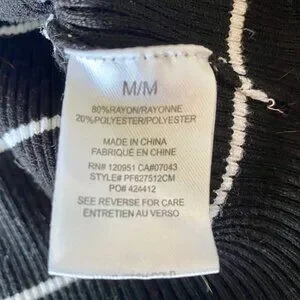 M/M
80%RAYON/RAYONNE
20%POLYESTER/POLYESTER
MADE IN CHINA
FABRIQUÉ EN CHINE
RN# 120951 CA#07043
STYLE# PF627512CM
PO# 424412
SEE REVERSE FOR CARE
ENTRETIEN AU VERSO